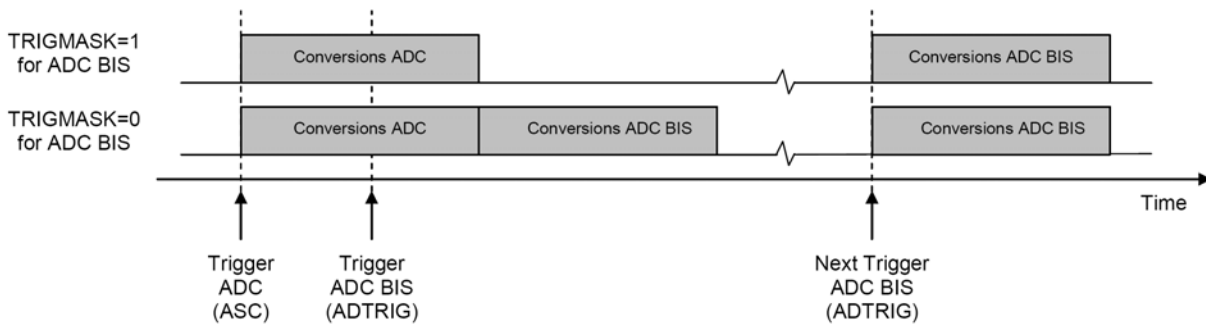 TRIGMASK=1
for ADC BIS
Conversions ADC
Conversions ADC BIS
TRIGMASK=0
for ADC BIS
Conversions ADC
Conversions ADC BIS
Conversions ADC BIS
Time
Trigger
ADC
(ASC)
Trigger
ADC BIS
(ADTRIG)
Next Trigger
ADC BIS
(ADTRIG)